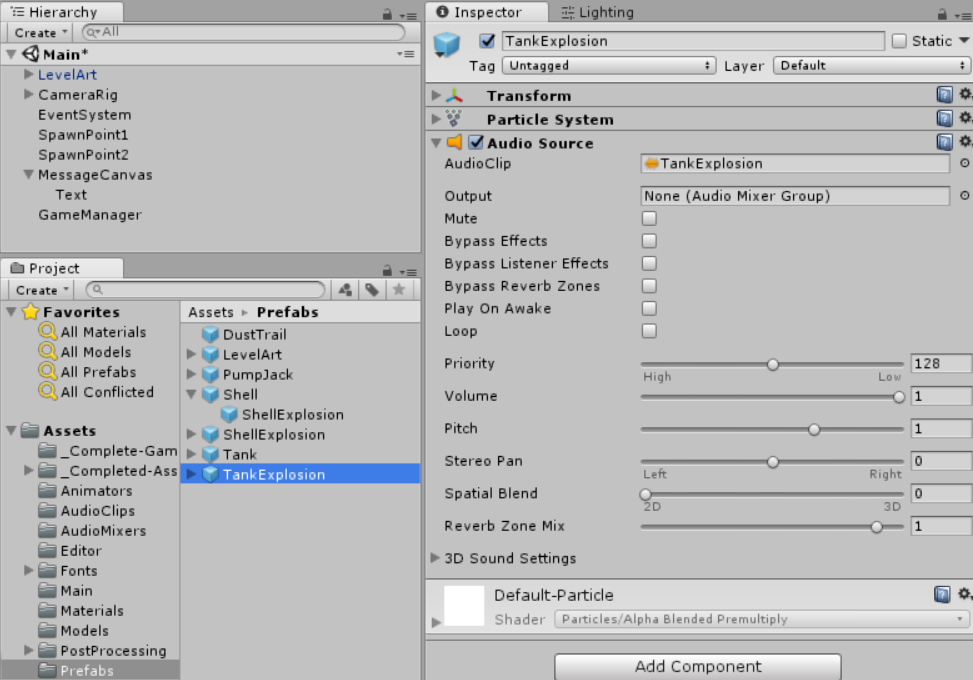 Hierarchy
Create
All
Main*
LevelArt
CameraRig
EventSystem
SpawnPoint1
SpawnPoint2
MessageCanvas
Text
GameManager
Project
Create
Favorites
All Materials
All Models
All Prefabs
All Conflicted
Assets
_Complete-Gam
_Completed-Ass
Animators
AudioClips
AudioMixers
Editor
Fonts
Main
Materials
Models
PostProcessing
Prefabs
Assets Prefabs
DustTrail
LevelArt
PumpJack
Shell
ShellExplosion
ShellExplosion
Tank
TankExplosion
Inspector Lighting
TankExplosion Static
Tag Untagged Layer Default
Transform
Particle System
Audio Source
AudioClip TankExplosion
Output None (Audio Mixer Group)
Mute
Bypass Effects
Bypass Listener Effects
Bypass Reverb Zones
Play On Awake
Loop
Priority 128
High Low
Volume 1
Pitch 1
Stereo Pan 0
Left Right
Spatial Blend 0
2D 3D
Reverb Zone Mix 1
3D Sound Settings
Default-Particle
Shader Particles/Alpha Blended Premultiply
Add Component